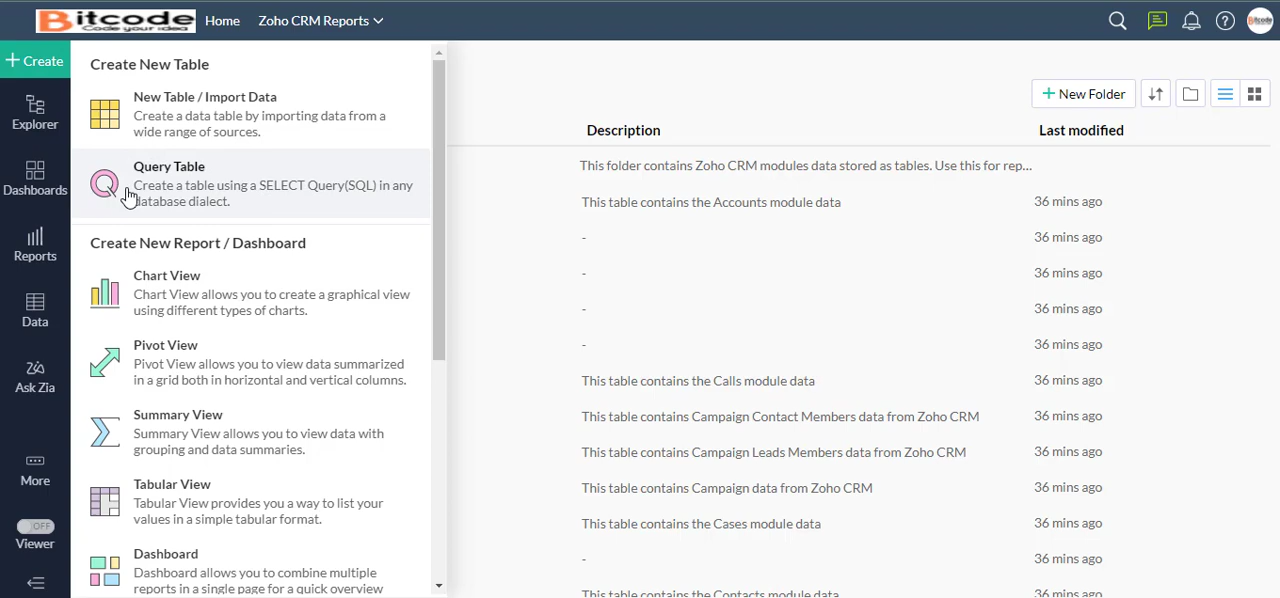 Bitcode
Code your idea
Home
Zoho CRM Reports
+ Create
Explorer
Dashboards
Reports
Data
Ask Zia
More
OFF
Viewer
Create New Table
New Table / Import Data
Create a data table by importing data from a
wide range of sources.
Query Table
Create a table using a SELECT Query(SQL) in any
database dialect.
Create New Report / Dashboard
Chart View
Chart View allows you to create a graphical view
using different types of charts.
Pivot View
Pivot View allows you to view data summarized
in a grid both in horizontal and vertical columns.
Summary View
Summary View allows you to view data with
grouping and data summaries.
Tabular View
Tabular View provides you a way to list your
values in a simple tabular format.
Dashboard
Dashboard allows you to combine multiple
reports in a single page for a quick overview
+ New Folder
Description Last modified
This folder contains Zoho CRM modules data stored as tables. Use this for rep...
This table contains the Accounts module data 36 mins ago
- 36 mins ago
- 36 mins ago
- 36 mins ago
- 36 mins ago
This table contains the Calls module data 36 mins ago
This table contains Campaign Contact Members data from Zoho CRM 36 mins ago
This table contains Campaign Leads Members data from Zoho CRM 36 mins ago
This table contains Campaign data from Zoho CRM 36 mins ago
This table contains the Cases module data 36 mins ago
- 36 mins ago
This table contains the Contacts module data 36 mins ago